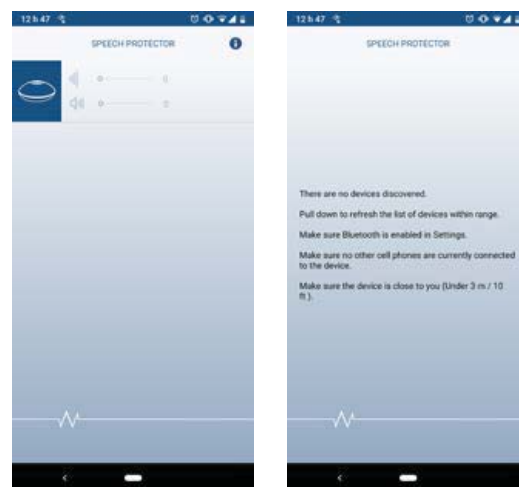 12 h 47
SPEECH PROTECTOR
0
0
0
0
12 h 47
SPEECH PROTECTOR
There are no devices discovered.
Pull down to refresh the list of devices within range.
Make sure Bluetooth is enabled in Settings.
Make sure no other cell phones are currently connected
to the device.
Make sure the device is close to you (Under 3 m / 10
ft.).